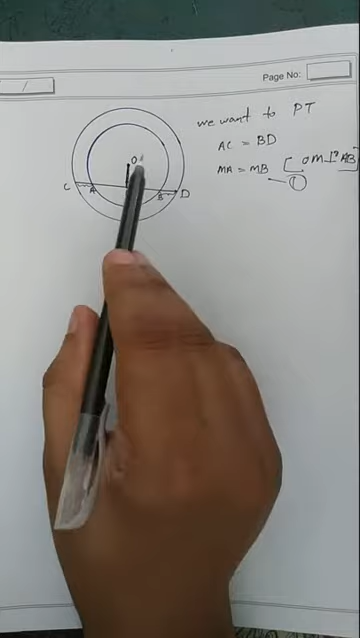 Page No:
/
we want to PT
AC = BD
MA = MB [OM ⊥ AB]
①
O
C A B D